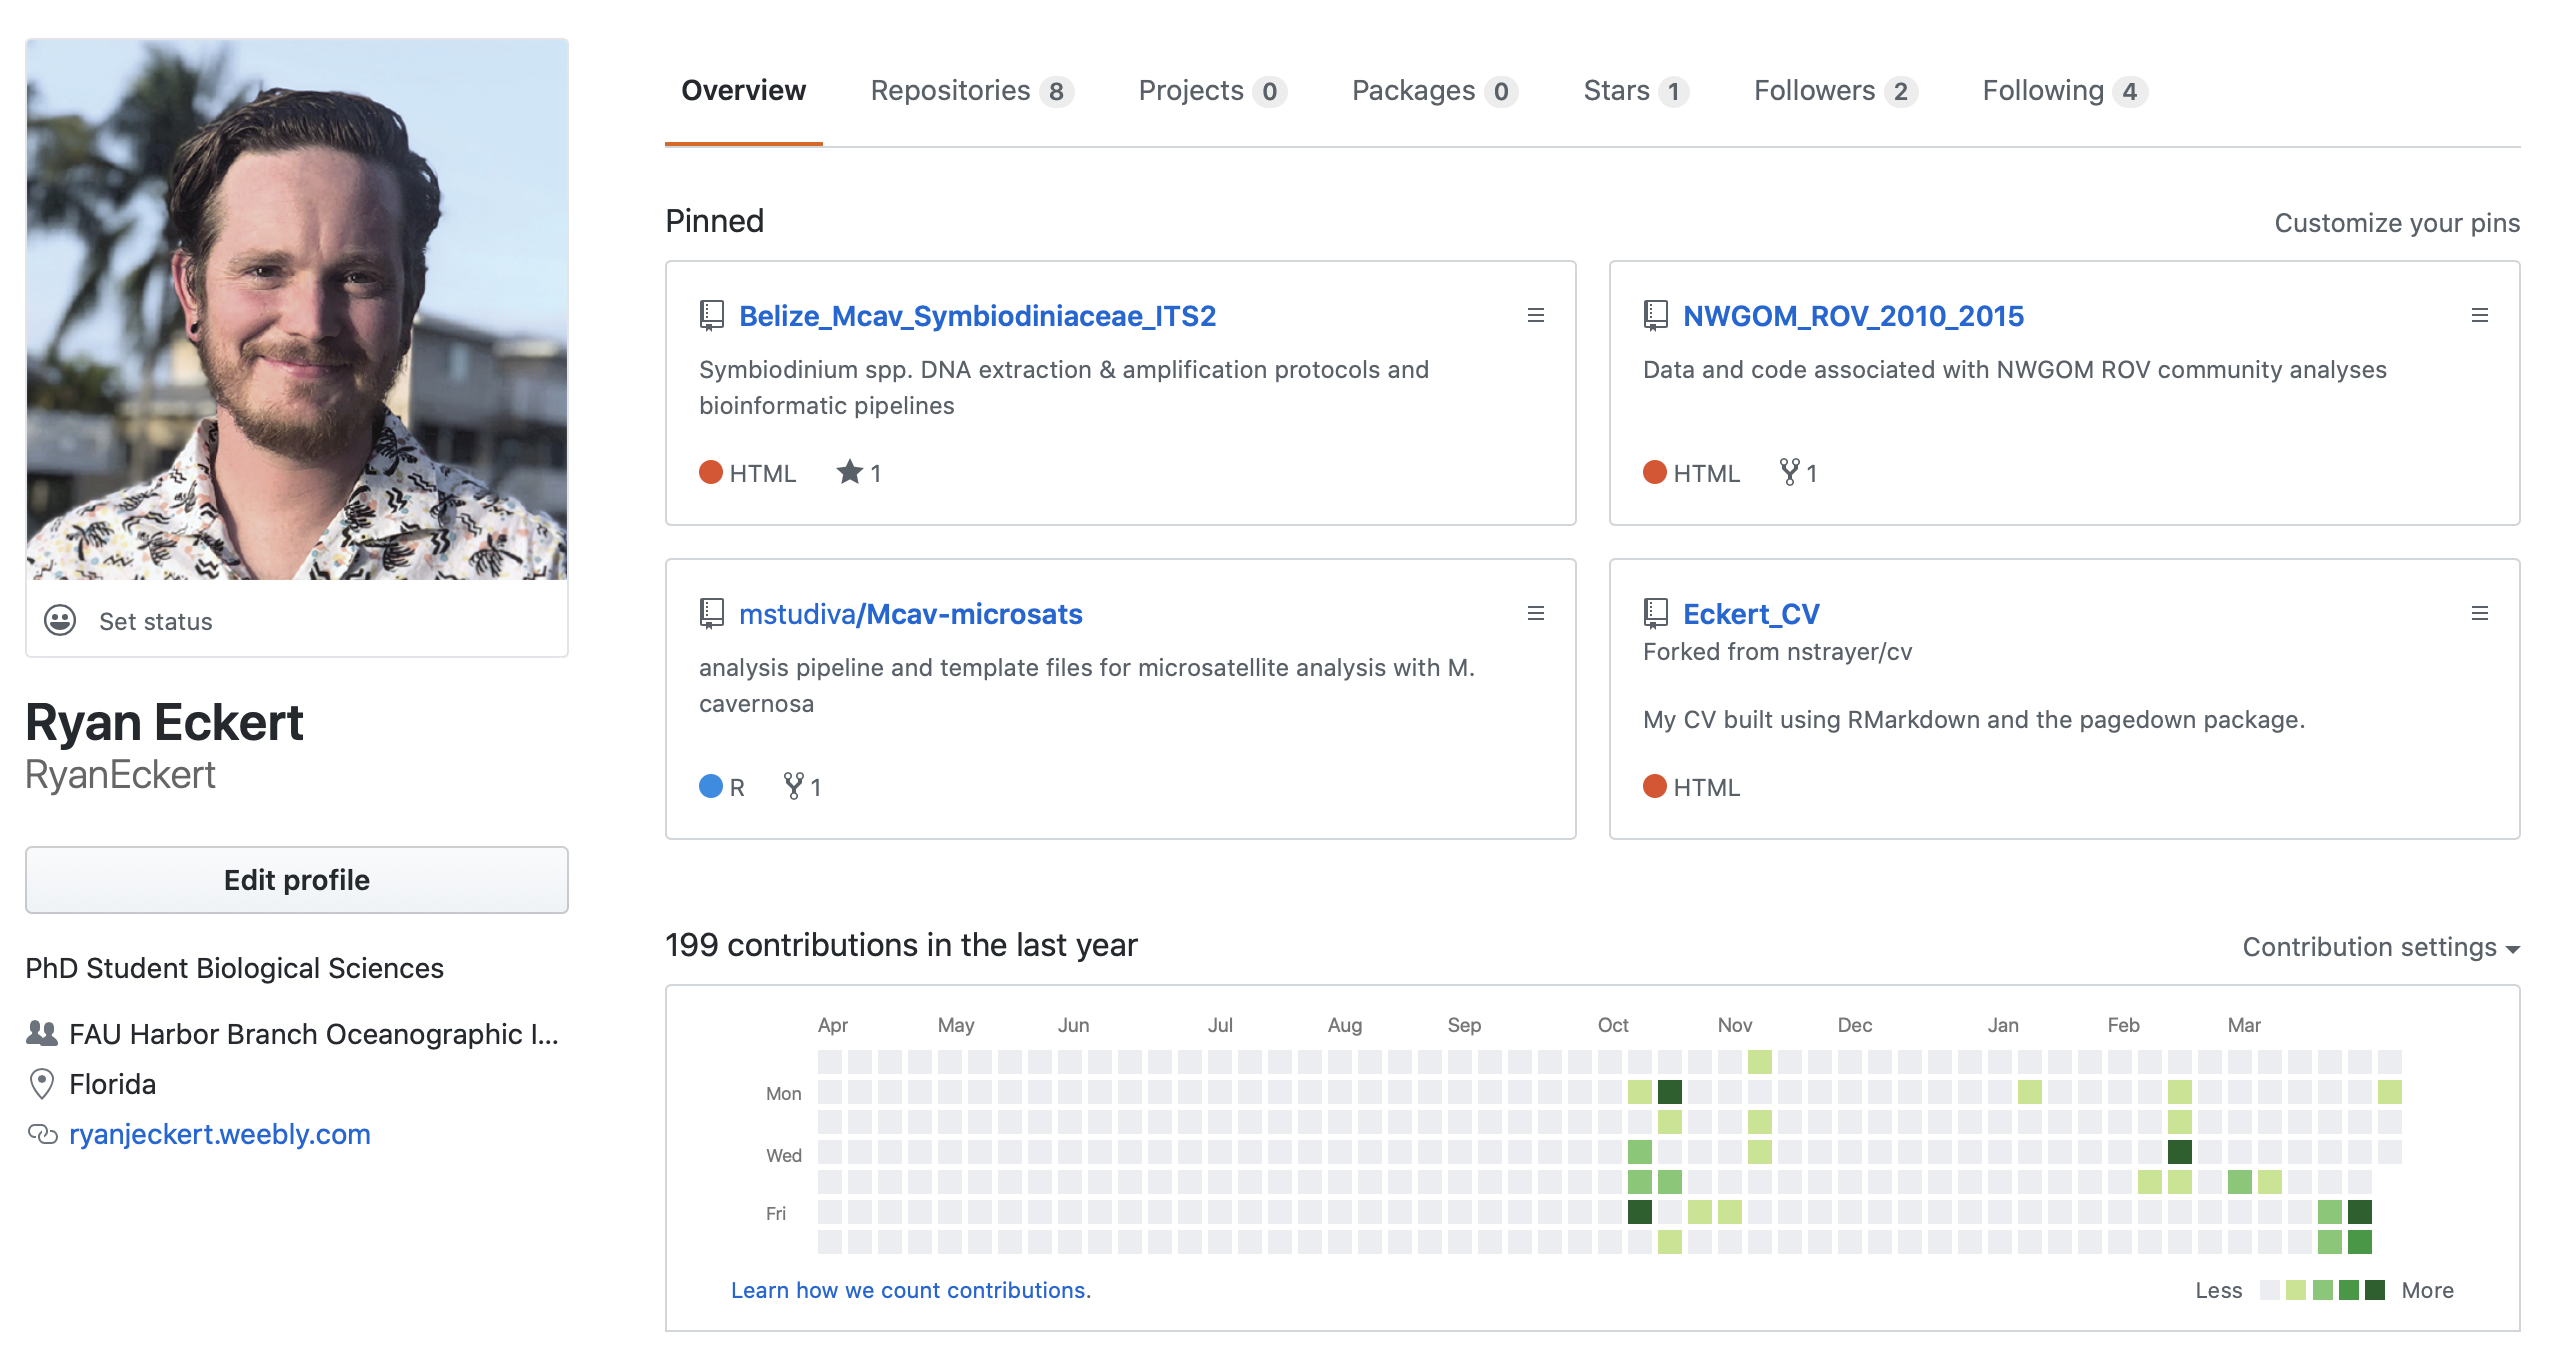 Overview Repositories 8 Projects 0 Packages 0 Stars 1 Followers 2 Following 4
Set status
Ryan Eckert
RyanEckert
Edit profile
PhD Student Biological Sciences
FAU Harbor Branch Oceanographic I...
Florida
ryanjeckert.weebly.com
Pinned
Customize your pins
Belize_Mcav_Symbiodiniaceae_ITS2
Symbiodinium spp. DNA extraction & amplification protocols and
bioinformatic pipelines
HTML 1
NWGOM_ROV_2010_2015
Data and code associated with NWGOM ROV community analyses
HTML 1
mstudiva/Mcav-microsats
analysis pipeline and template files for microsatellite analysis with M.
cavernosa
R 1
Eckert_CV
Forked from nstrayer/cv
My CV built using RMarkdown and the pagedown package.
HTML
199 contributions in the last year
Contribution settings
Apr May Jun Jul Aug Sep Oct Nov Dec Jan Feb Mar
Mon
Wed
Fri
Learn how we count contributions.
Less More